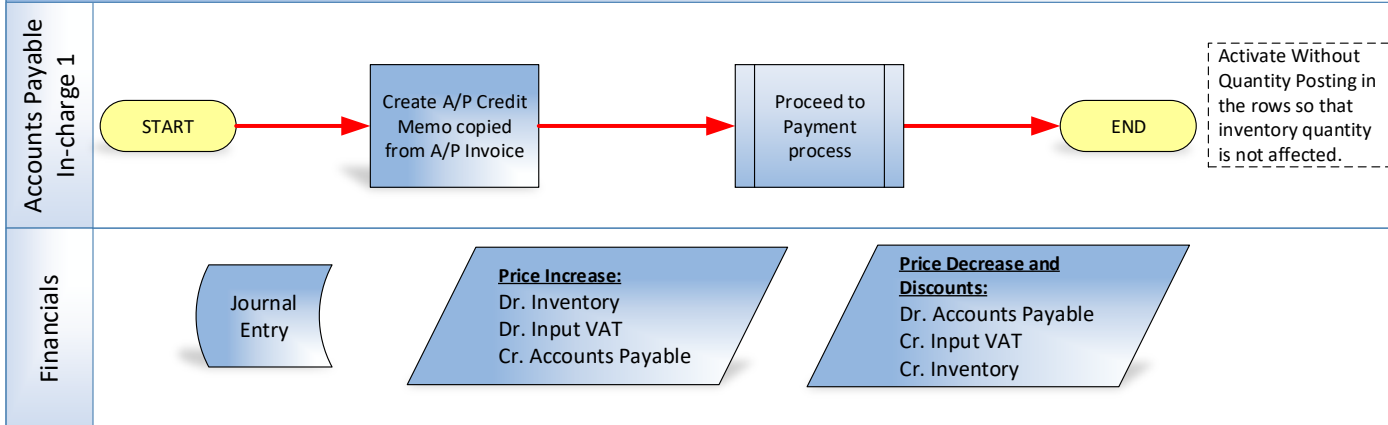 Accounts Payable
In-charge 1
START
Create A/P Credit
Memo copied
from A/P Invoice
Proceed to
Payment
process
END
Activate Without
Quantity Posting in
the rows so that
inventory quantity
is not affected.
Financials
Journal
Entry
Price Increase:
Dr. Inventory
Dr. Input VAT
Cr. Accounts Payable
Price Decrease and
Discounts:
Dr. Accounts Payable
Cr. Input VAT
Cr. Inventory